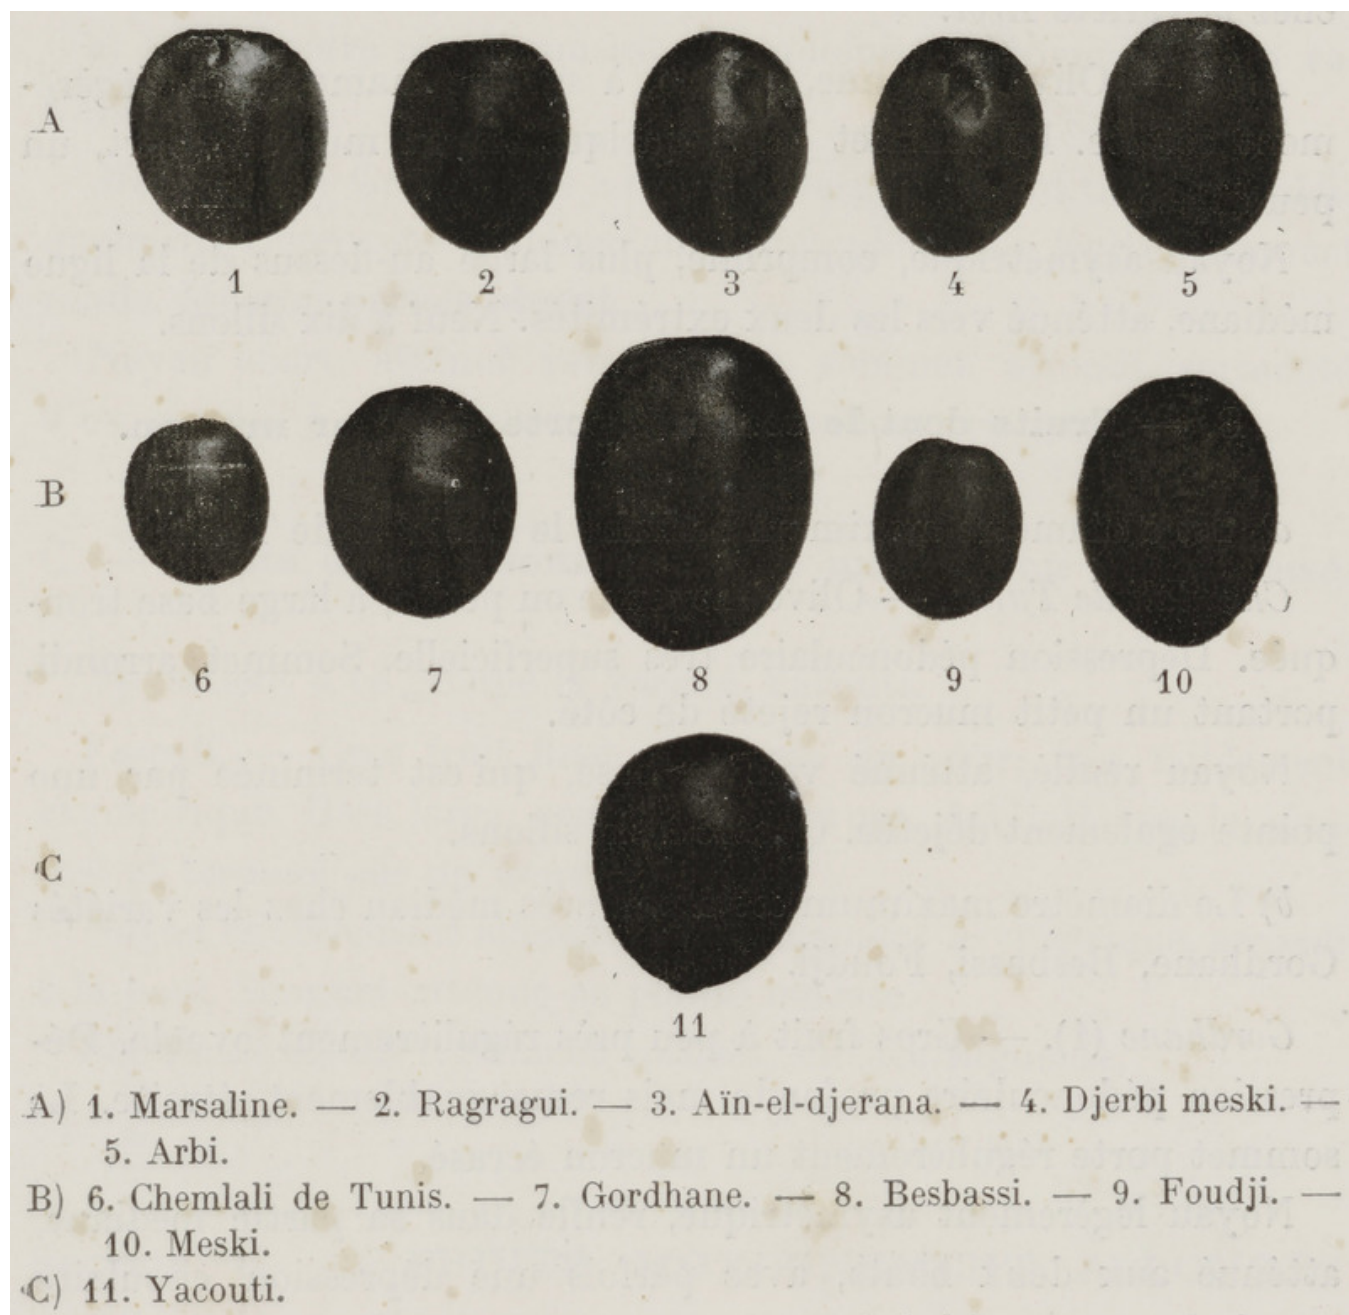 A
1 2 3 4 5
B
6 7 8 9 10
C
11
A) 1. Marsaline. — 2. Ragragui. — 3. Aïn-el-djerana. — 4. Djerbi meski. —
5. Arbi.
B) 6. Chemlali de Tunis. — 7. Gordhane. — 8. Besbassi. — 9. Foudji. —
10. Meski.
C) 11. Yacouti.